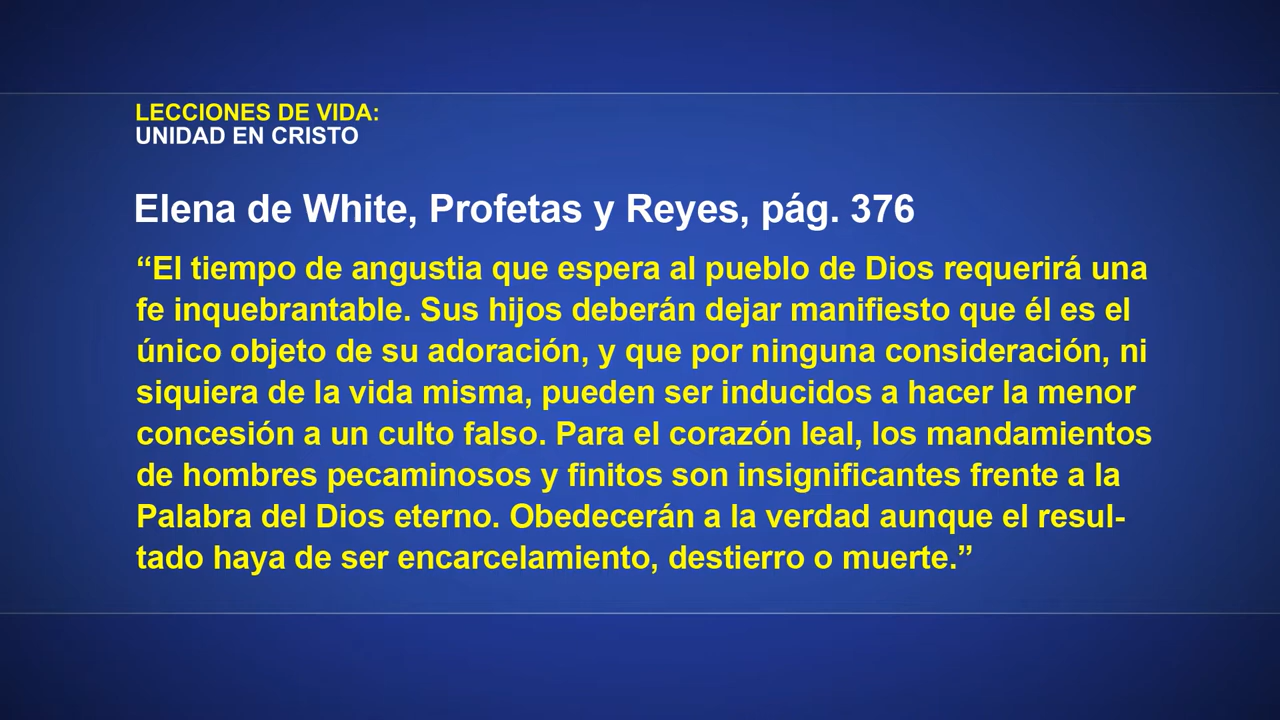 LECCIONES DE VIDA:
UNIDAD EN CRISTO
Elena de White, Profetas y Reyes, pág. 376
“El tiempo de angustia que espera al pueblo de Dios requerirá una
fe inquebrantable. Sus hijos deberán dejar manifiesto que él es el
único objeto de su adoración, y que por ninguna consideración, ni
siquiera de la vida misma, pueden ser inducidos a hacer la menor
concesión a un culto falso. Para el corazón leal, los mandamientos
de hombres pecaminosos y finitos son insignificantes frente a la
Palabra del Dios eterno. Obedecerán a la verdad aunque el resul-
tado haya de ser encarcelamiento, destierro o muerte.”